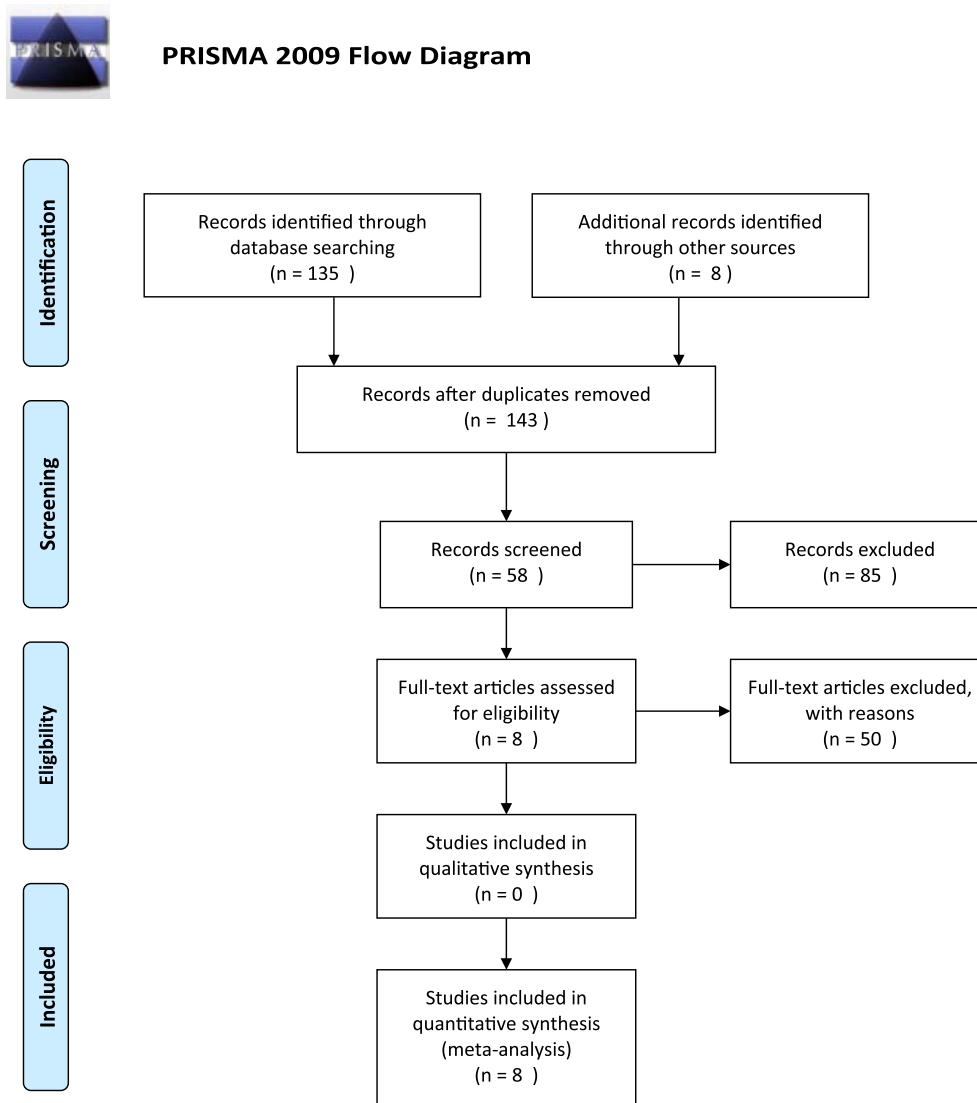 PRISMA
PRISMA 2009 Flow Diagram
Identification
Records identified through
database searching
(n = 135  )
Additional records identified
through other sources
(n =  8 )
Records after duplicates removed
(n =  143 )
Screening
Records screened
(n = 58  )
Records excluded
(n = 85  )
Eligibility
Full-text articles assessed
for eligibility
(n = 8  )
Full-text articles excluded,
with reasons
(n = 50  )
Studies included in
qualitative synthesis
(n = 0  )
Included
Studies included in
quantitative synthesis
(meta-analysis)
(n = 8  )